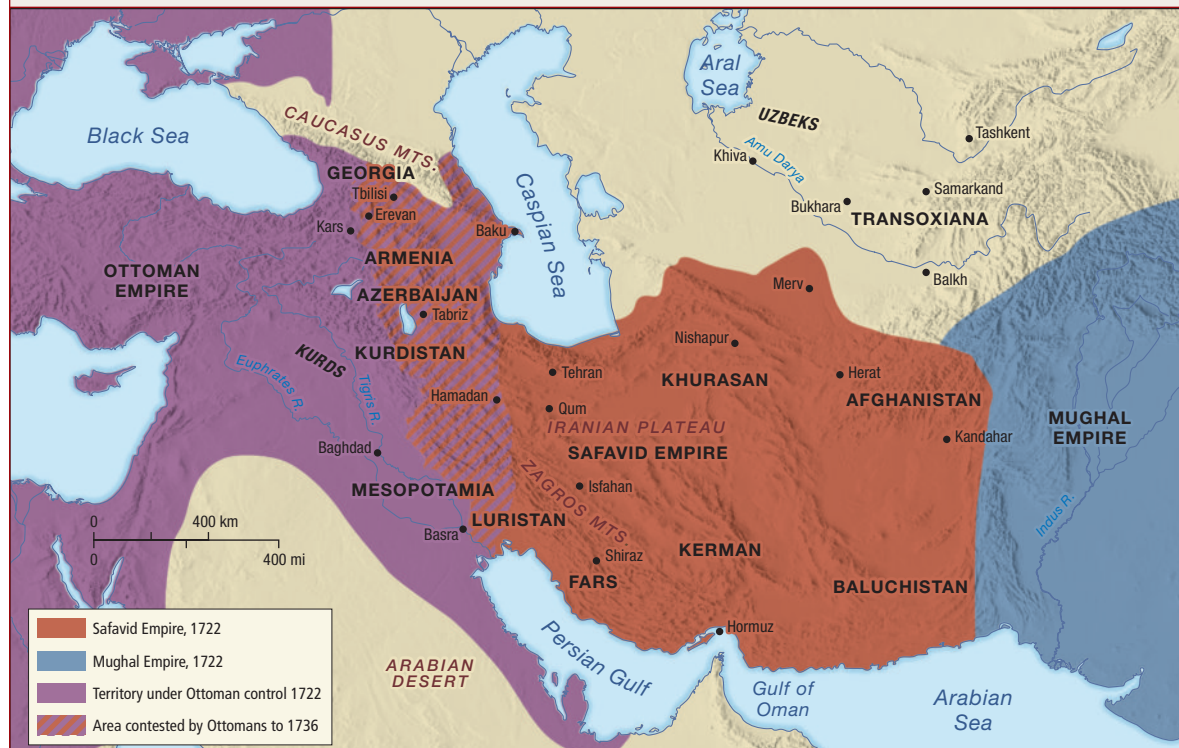 Aral
Sea
UZBEKS
Black Sea
CAUCASUS MTS.
Tashkent
Khiva
Amu Darya
GEORGIA
Tbilisi
Caspian Sea
Samarkand
Bukhara
TRANSOXIANA
Erevan
Kars
Baku
ARMENIA
OTTOMAN
EMPIRE
Balkh
Merv
AZERBAIJAN
Tabriz
Nishapur
KURDISTAN
KURDS
Euphrates R.
Tigris R.
Tehran
KHURASAN
Herat
AFGHANISTAN
Hamadan
Qum
IRANIAN PLATEAU
MUGHAL
EMPIRE
Kandahar
Baghdad
SAFAVID EMPIRE
ZAGROS MTS.
MESOPOTAMIA
Isfahan
Indus R.
0 400 km
0 400 mi
LURISTAN
Basra
KERMAN
Shiraz
FARS
BALUCHISTAN
Hormuz
Persian Gulf
ARABIAN
DESERT
Gulf of
Oman
Arabian
Sea
Safavid Empire, 1722
Mughal Empire, 1722
Territory under Ottoman control 1722
Area contested by Ottomans to 1736